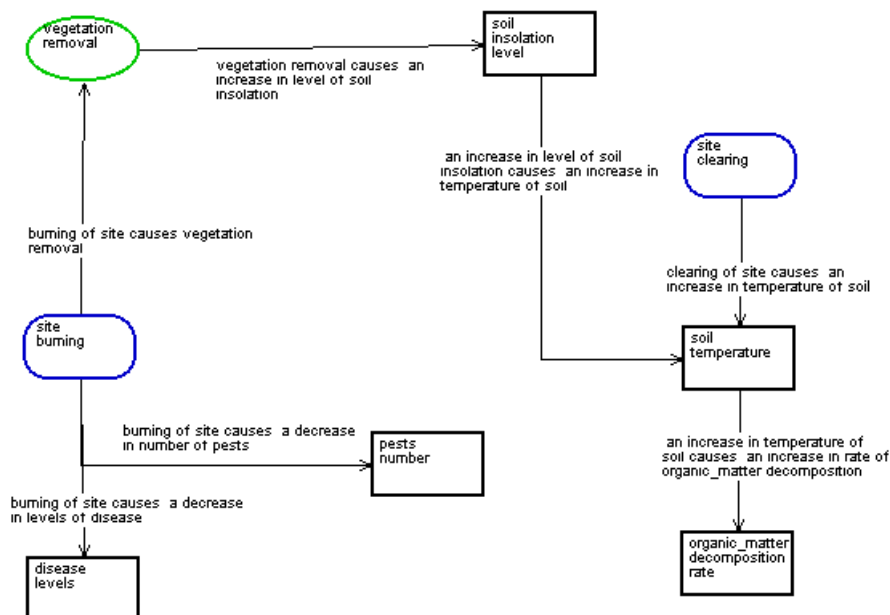 vegetation
removal
soil
insolation
level
vegetation removal causes an
increase in level of soil
insolation
an increase in level of soil
insolation causes an increase in
temperature of soil
site
clearing
burning of site causes vegetation
removal
clearing of site causes an
increase in temperature of soil
site
burning
soil
temperature
burning of site causes a decrease
in number of pests
pests
number
an increase in temperature of
soil causes an increase in rate of
organic_matter decomposition
burning of site causes a decrease
in levels of disease
disease
levels
organic_matter
decomposition
rate